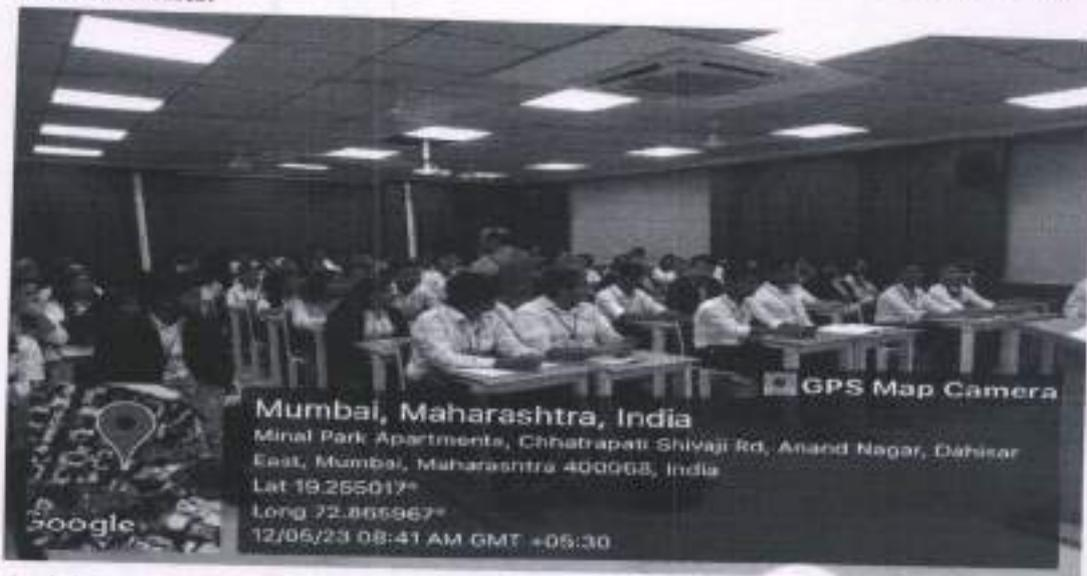 GPS Map Camera
Mumbai, Maharashtra, India
Minal Park Apartments, Chhatrapati Shivaji Rd, Anand Nagar, Dahisar
East, Mumbai, Maharashtra 400068, India
Lat 19.255017°
Long 72.865967°
12/05/23 08:41 AM GMT +05:30
Google